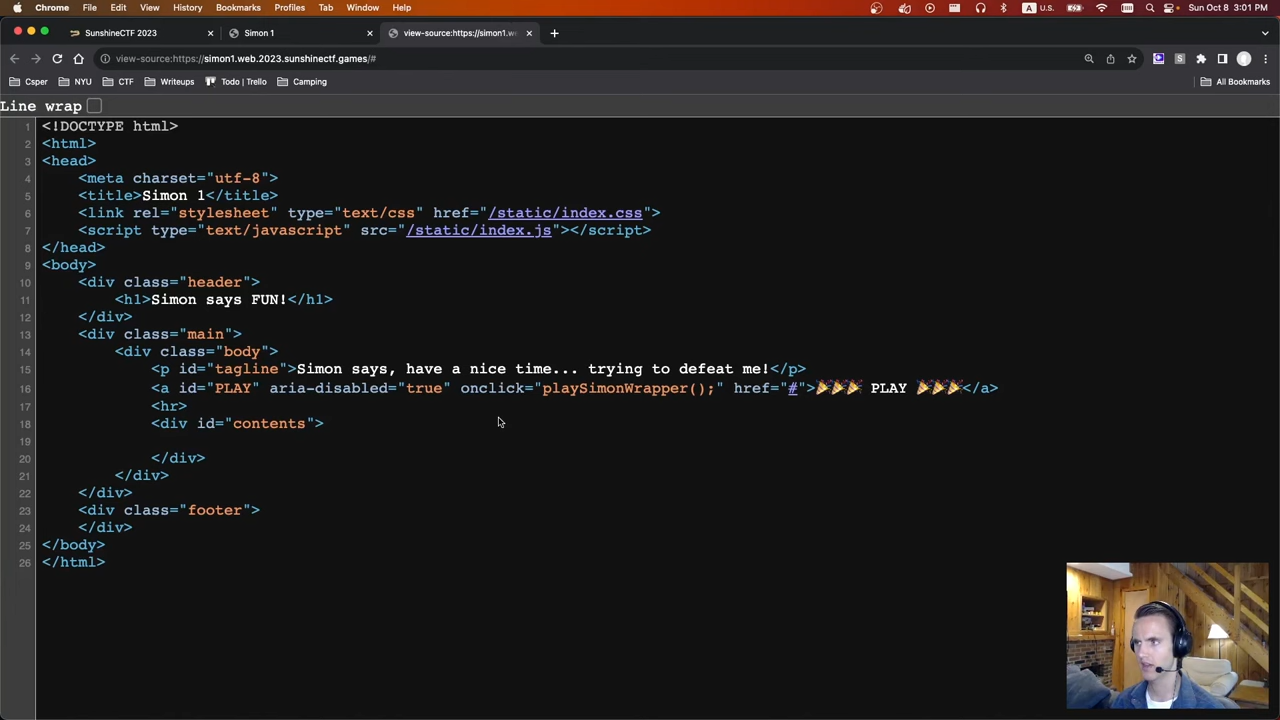 Chrome File Edit View History Bookmarks Profiles Tab Window Help A U.S. Sun Oct 8 3:01 PM
SunshineCTF 2023 Simon 1 view-source:https://simon1.we
view-source:https://simon1.web.2023.sunshinectf.games/#
Csper NYU CTF Writeups Todo | Trello Camping All Bookmarks
Line wrap
1 <!DOCTYPE html>
2 <html>
3 <head>
4 <meta charset="utf-8">
5 <title>Simon 1</title>
6 <link rel="stylesheet" type="text/css" href="/static/index.css">
7 <script type="text/javascript" src="/static/index.js"></script>
8 </head>
9 <body>
10 <div class="header">
11 <h1>Simon says FUN!</h1>
12 </div>
13 <div class="main">
14 <div class="body">
15 <p id="tagline">Simon says, have a nice time... trying to defeat me!</p>
16 <a id="PLAY" aria-disabled="true" onclick="playSimonWrapper();" href="#">🎉🎉🎉 PLAY 🎉🎉🎉</a>
17 <hr>
18 <div id="contents">
19
20 </div>
21 </div>
22 </div>
23 <div class="footer">
24 </div>
25 </body>
26 </html>